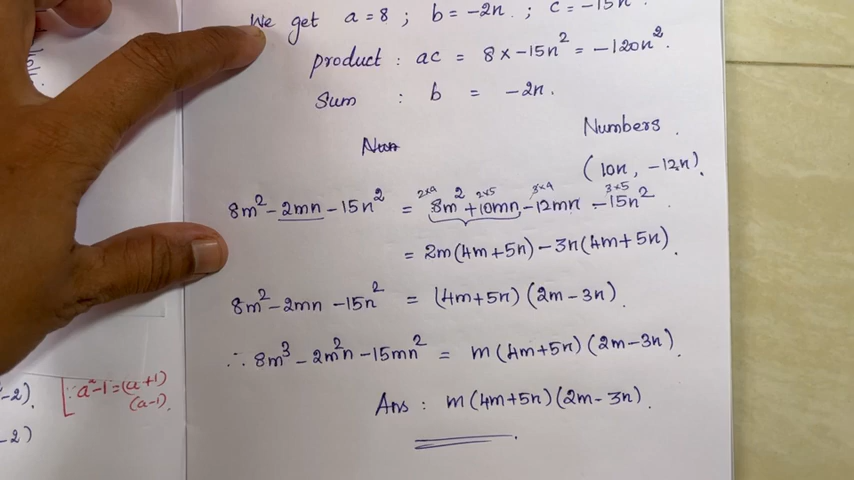 We get a = 8 ; b = -2n . ; c = -15n .
product : ac = 8 × -15n² = -120n² .
Sum : b = -2n .
Numbers .
(10n, -12n) .
2×4 2×5 3×4 3×5
8m² - 2mn - 15n² = 8m² + 10mn - 12mn - 15n² .
= 2m(4m+5n) - 3n(4m+5n) .
8m² - 2mn - 15n² = (4m+5n) (2m-3n) .
∴ 8m³ - 2m²n - 15mn² = m(4m+5n) (2m-3n) .
Ans : m(4m+5n) (2m-3n) .
-2) .
-2)
∵ a²-1 = (a+1)
(a-1) .